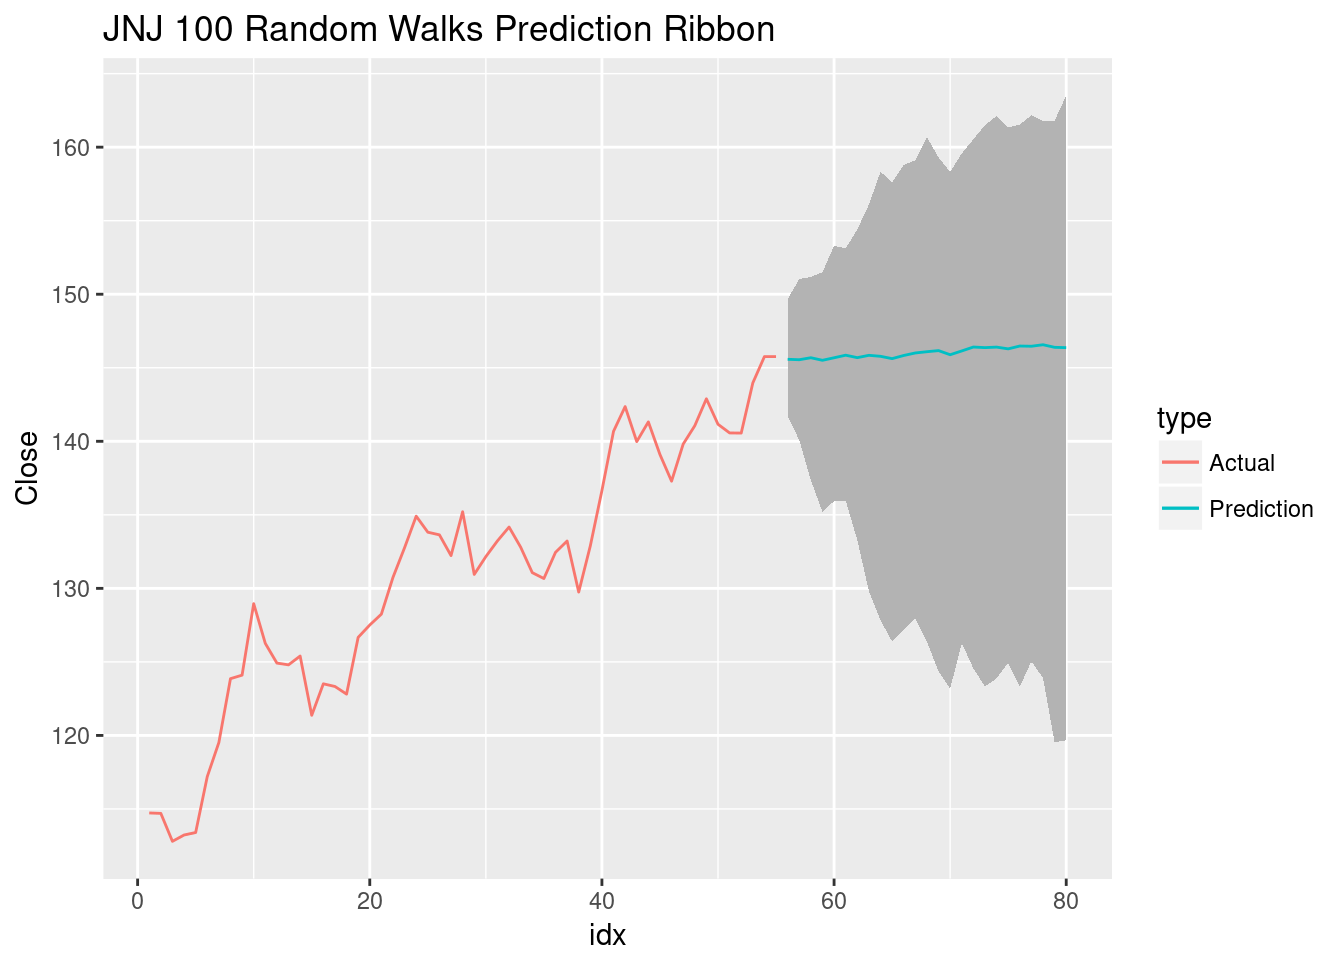 JNJ 100 Random Walks Prediction Ribbon
160
150
140
130
120
Close
0 20 40 60 80
idx
type
Actual
Prediction